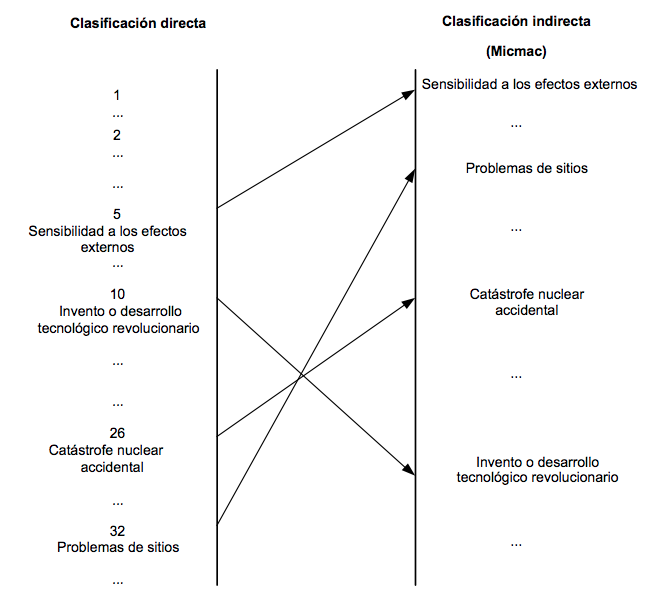 Clasificación directa
1
...
2
...
...
5
Sensibilidad a los efectos
externos
...
10
Invento o desarrollo
tecnológico revolucionario
...
...
26
Catástrofe nuclear
accidental
...
32
Problemas de sitios
...
Clasificación indirecta
(Micmac)
Sensibilidad a los efectos externos
...
Problemas de sitios
...
Catástrofe nuclear
accidental
...
Invento o desarrollo
tecnológico revolucionario
...